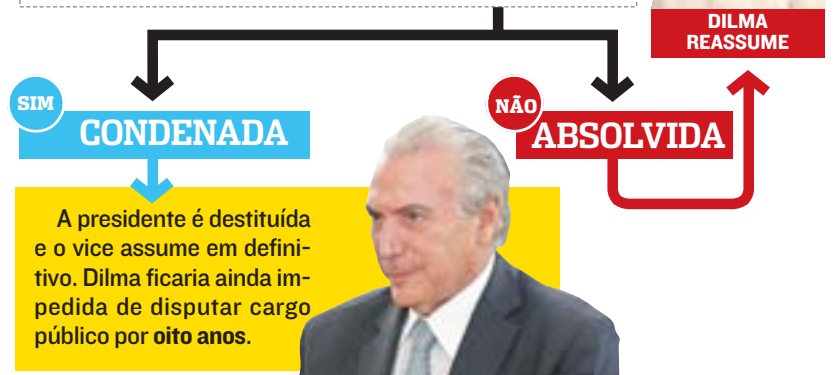 DILMA
REASSUME
SIM
CONDENADA
NÃO
ABSOLVIDA
A presidente é destituída
e o vice assume em defini-
tivo. Dilma ficaria ainda im-
pedida de disputar cargo
público por oito anos.